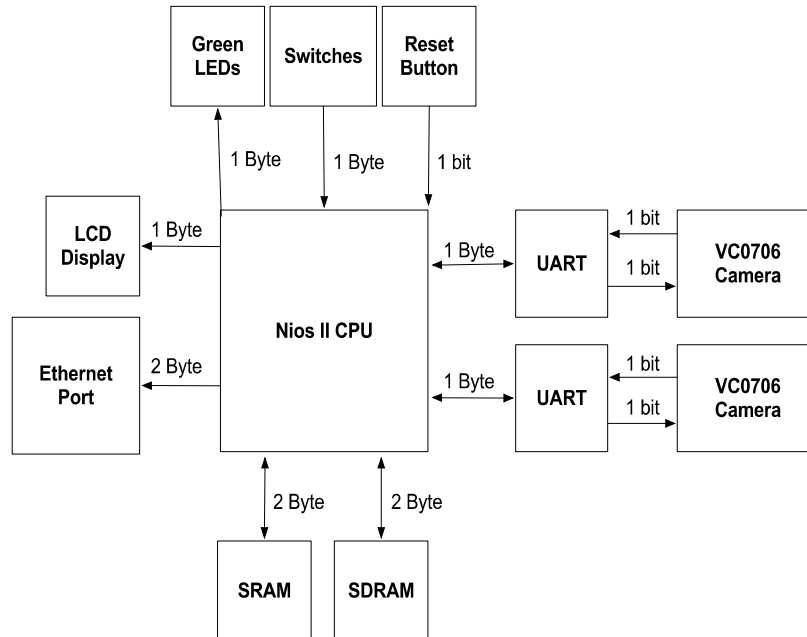 Green
LEDs
Switches
Reset
Button
1 Byte
1 Byte
1 bit
LCD
Display
1 Byte
Ethernet
Port
2 Byte
Nios II CPU
1 Byte
UART
1 bit
1 bit
VC0706
Camera
1 Byte
UART
1 bit
1 bit
VC0706
Camera
2 Byte
2 Byte
SRAM
SDRAM